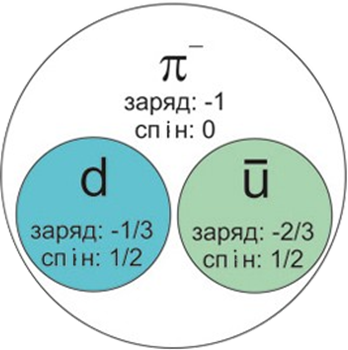 π⁻
заряд: -1
спін: 0
d
заряд: -1/3
спін: 1/2
ū
заряд: -2/3
спін: 1/2